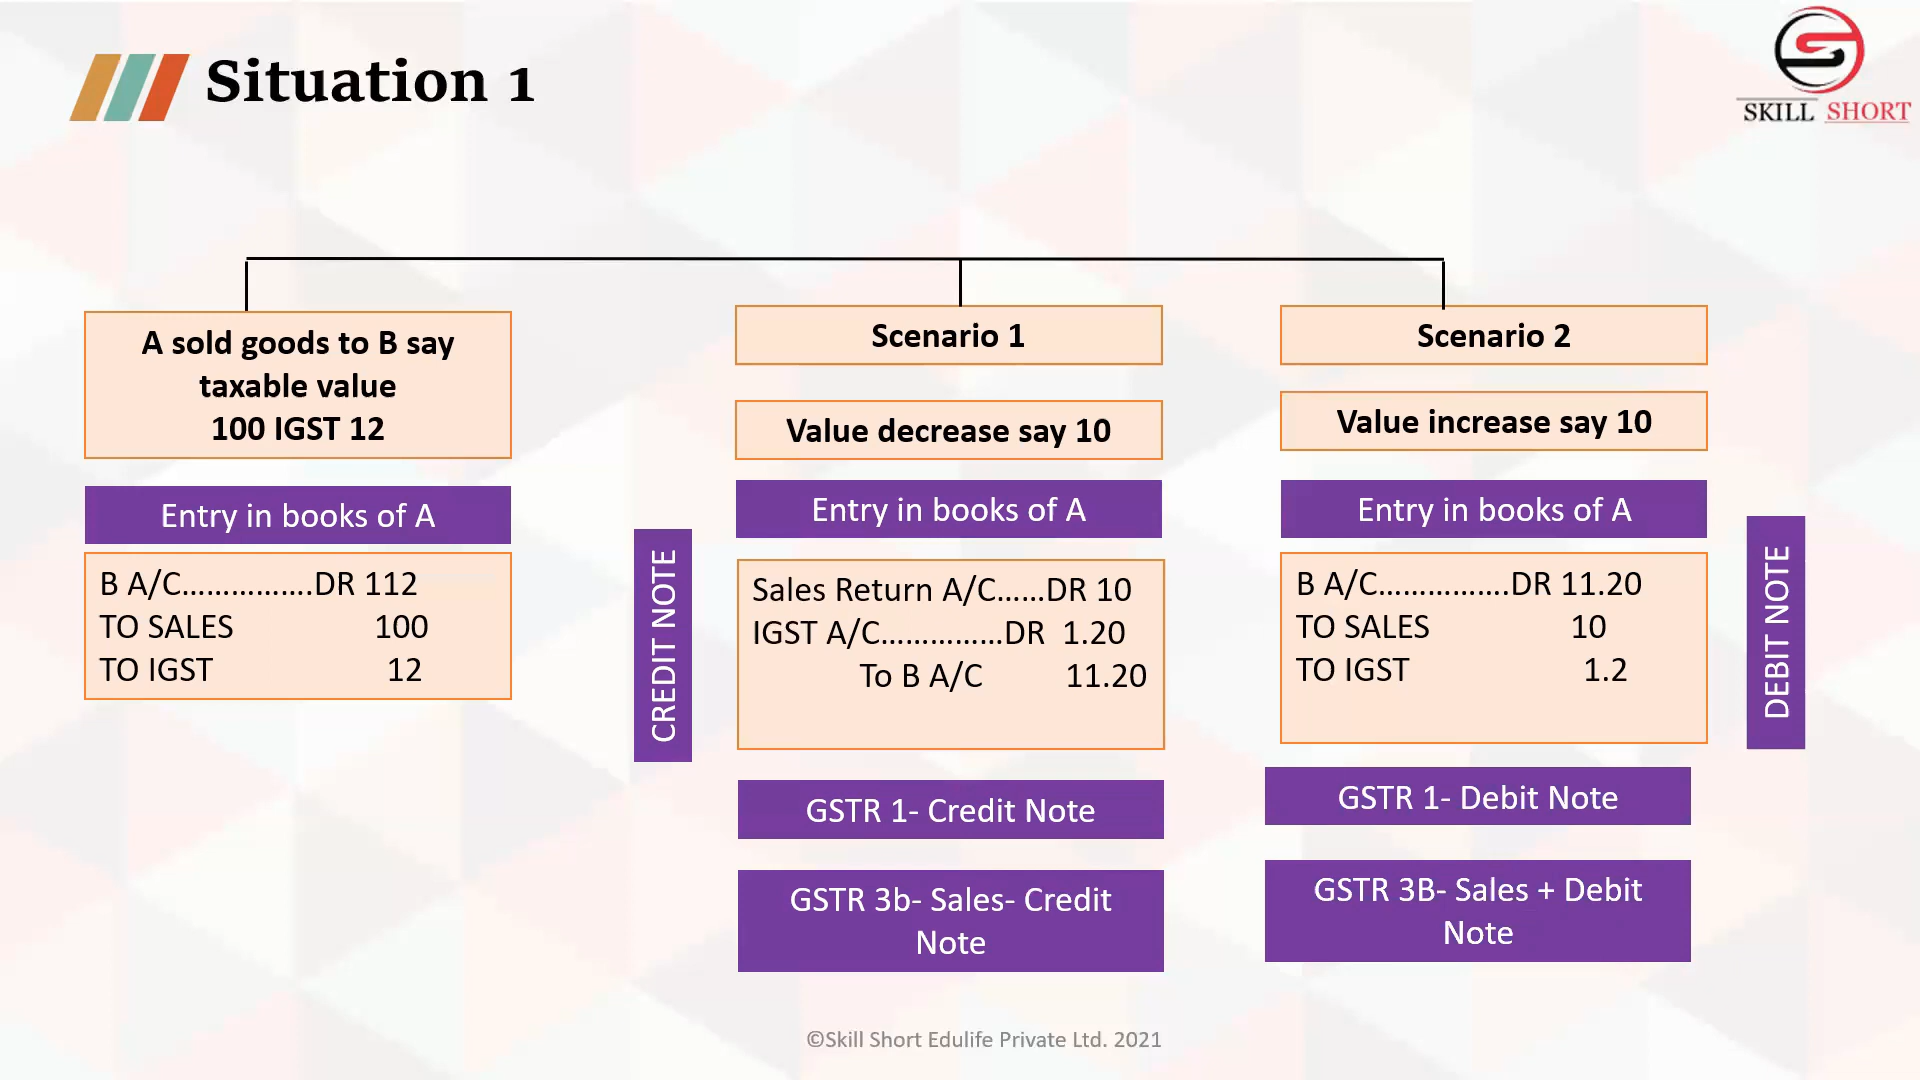 Situation 1
SKILL SHORT
A sold goods to B say
taxable value
100 IGST 12
Entry in books of A
B A/C...............DR 112
TO SALES 100
TO IGST 12
CREDIT NOTE
Scenario 1
Value decrease say 10
Entry in books of A
Sales Return A/C......DR 10
IGST A/C..............DR 1.20
To B A/C 11.20
GSTR 1- Credit Note
GSTR 3b- Sales- Credit
Note
Scenario 2
Value increase say 10
Entry in books of A
B A/C...............DR 11.20
TO SALES 10
TO IGST 1.2
DEBIT NOTE
GSTR 1- Debit Note
GSTR 3B- Sales + Debit
Note
©Skill Short Edulife Private Ltd. 2021